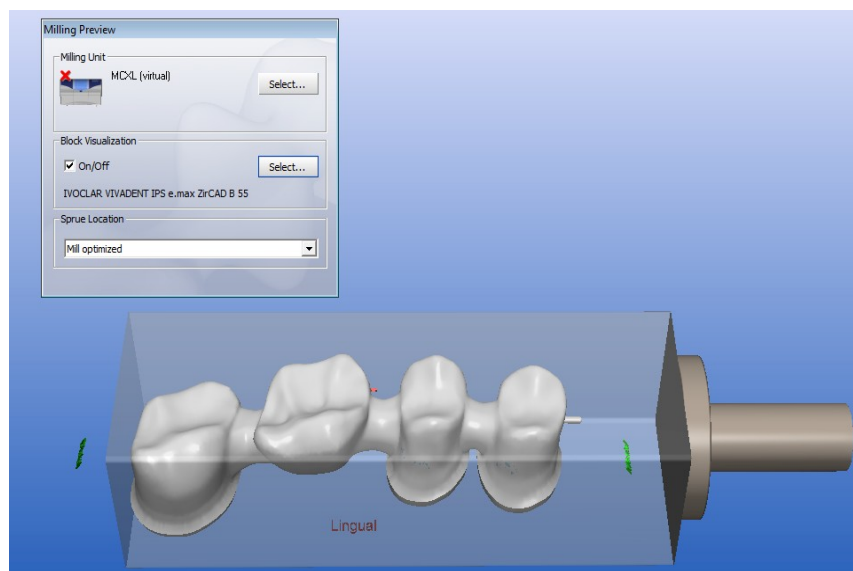 Milling Preview
Milling Unit
MCXL (virtual)
Select...
Block Visualization
On/Off
Select...
IVOCLAR VIVADENT IPS e.max ZirCAD B 55
Sprue Location
Mill optimized
Lingual